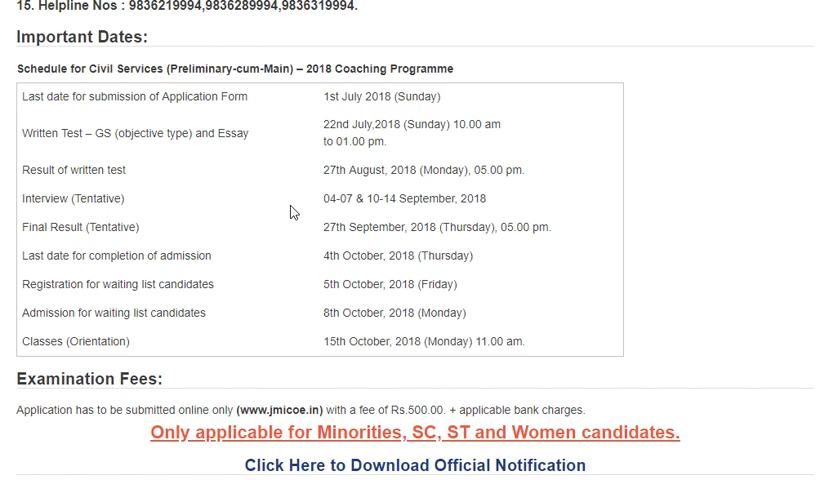 15. Helpline Nos : 9836219994,9836289994,9836319994.
Important Dates:
Schedule for Civil Services (Preliminary-cum-Main) – 2018 Coaching Programme
Last date for submission of Application Form 1st July 2018 (Sunday)
Written Test – GS (objective type) and Essay 22nd July,2018 (Sunday) 10.00 am
to 01.00 pm.
Result of written test 27th August, 2018 (Monday), 05.00 pm.
Interview (Tentative) 04-07 & 10-14 September, 2018
Final Result (Tentative) 27th September, 2018 (Thursday), 05.00 pm.
Last date for completion of admission 4th October, 2018 (Thursday)
Registration for waiting list candidates 5th October, 2018 (Friday)
Admission for waiting list candidates 8th October, 2018 (Monday)
Classes (Orientation) 15th October, 2018 (Monday) 11.00 am.
Examination Fees:
Application has to be submitted online only (www.jmicoe.in) with a fee of Rs.500.00. + applicable bank charges.
Only applicable for Minorities, SC, ST and Women candidates.
Click Here to Download Official Notification